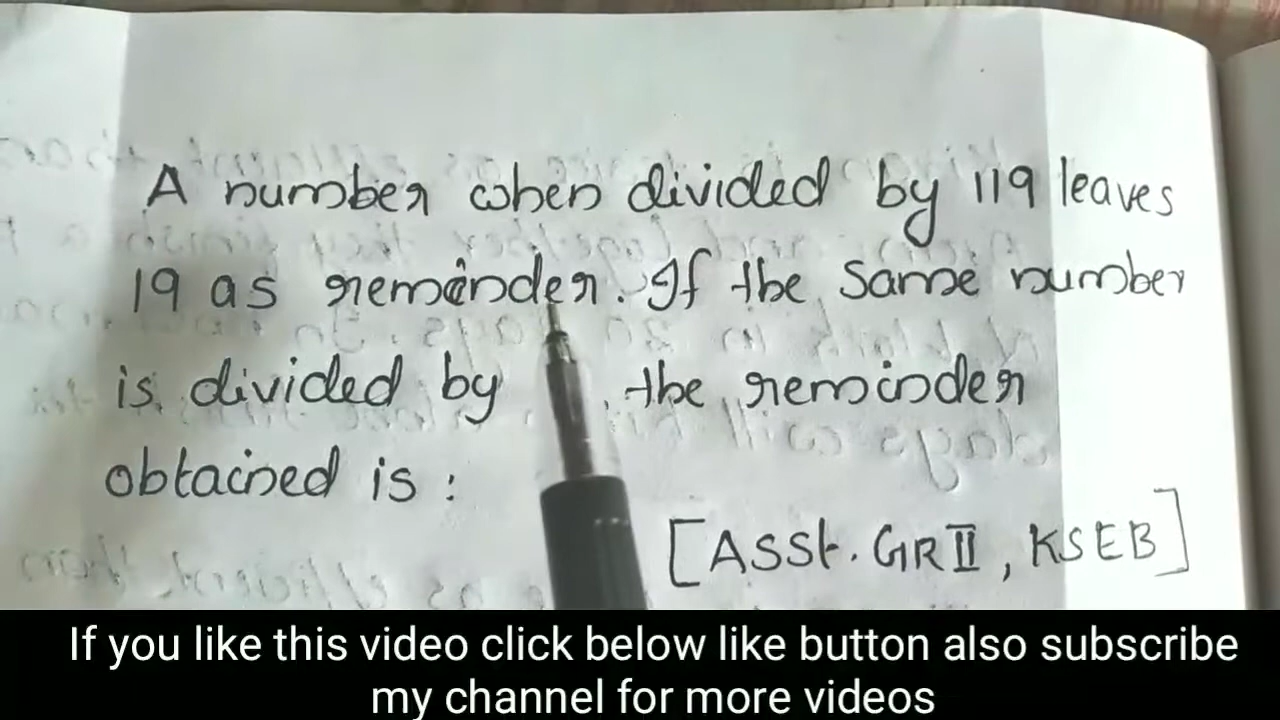 A number when divided by 119 leaves
19 as remainder. If the same number
is divided by , the reminder
obtained is :
[ASSt. GR II, KSEB]
If you like this video click below like button also subscribe
my channel for more videos